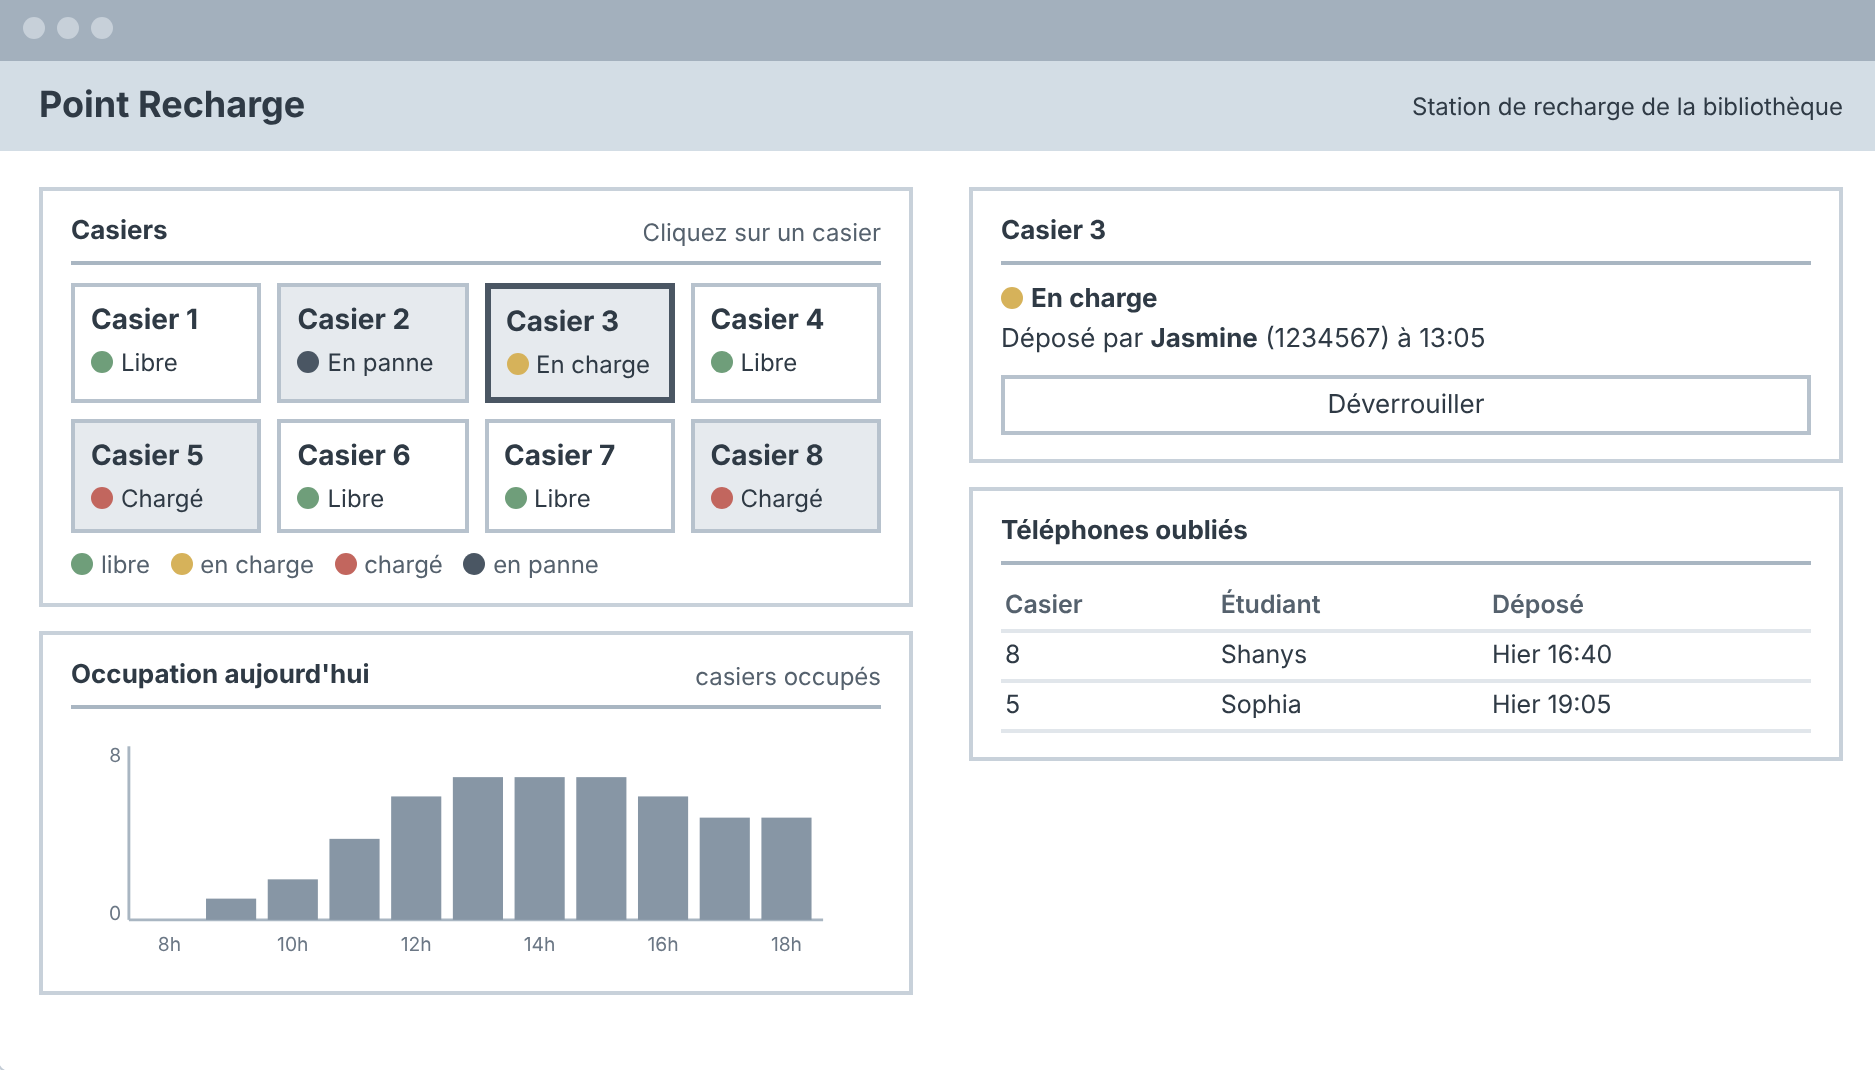 Point Recharge
Station de recharge de la bibliothèque
Casiers
Cliquez sur un casier
Casier 1
Libre
Casier 2
En panne
Casier 3
En charge
Casier 4
Libre
Casier 5
Chargé
Casier 6
Libre
Casier 7
Libre
Casier 8
Chargé
libre en charge chargé en panne
Occupation aujourd'hui
casiers occupés
8
0
8h 10h 12h 14h 16h 18h
Casier 3
En charge
Déposé par Jasmine (1234567) à 13:05
Déverrouiller
Téléphones oubliés
Casier Étudiant Déposé
8 Shanys Hier 16:40
5 Sophia Hier 19:05